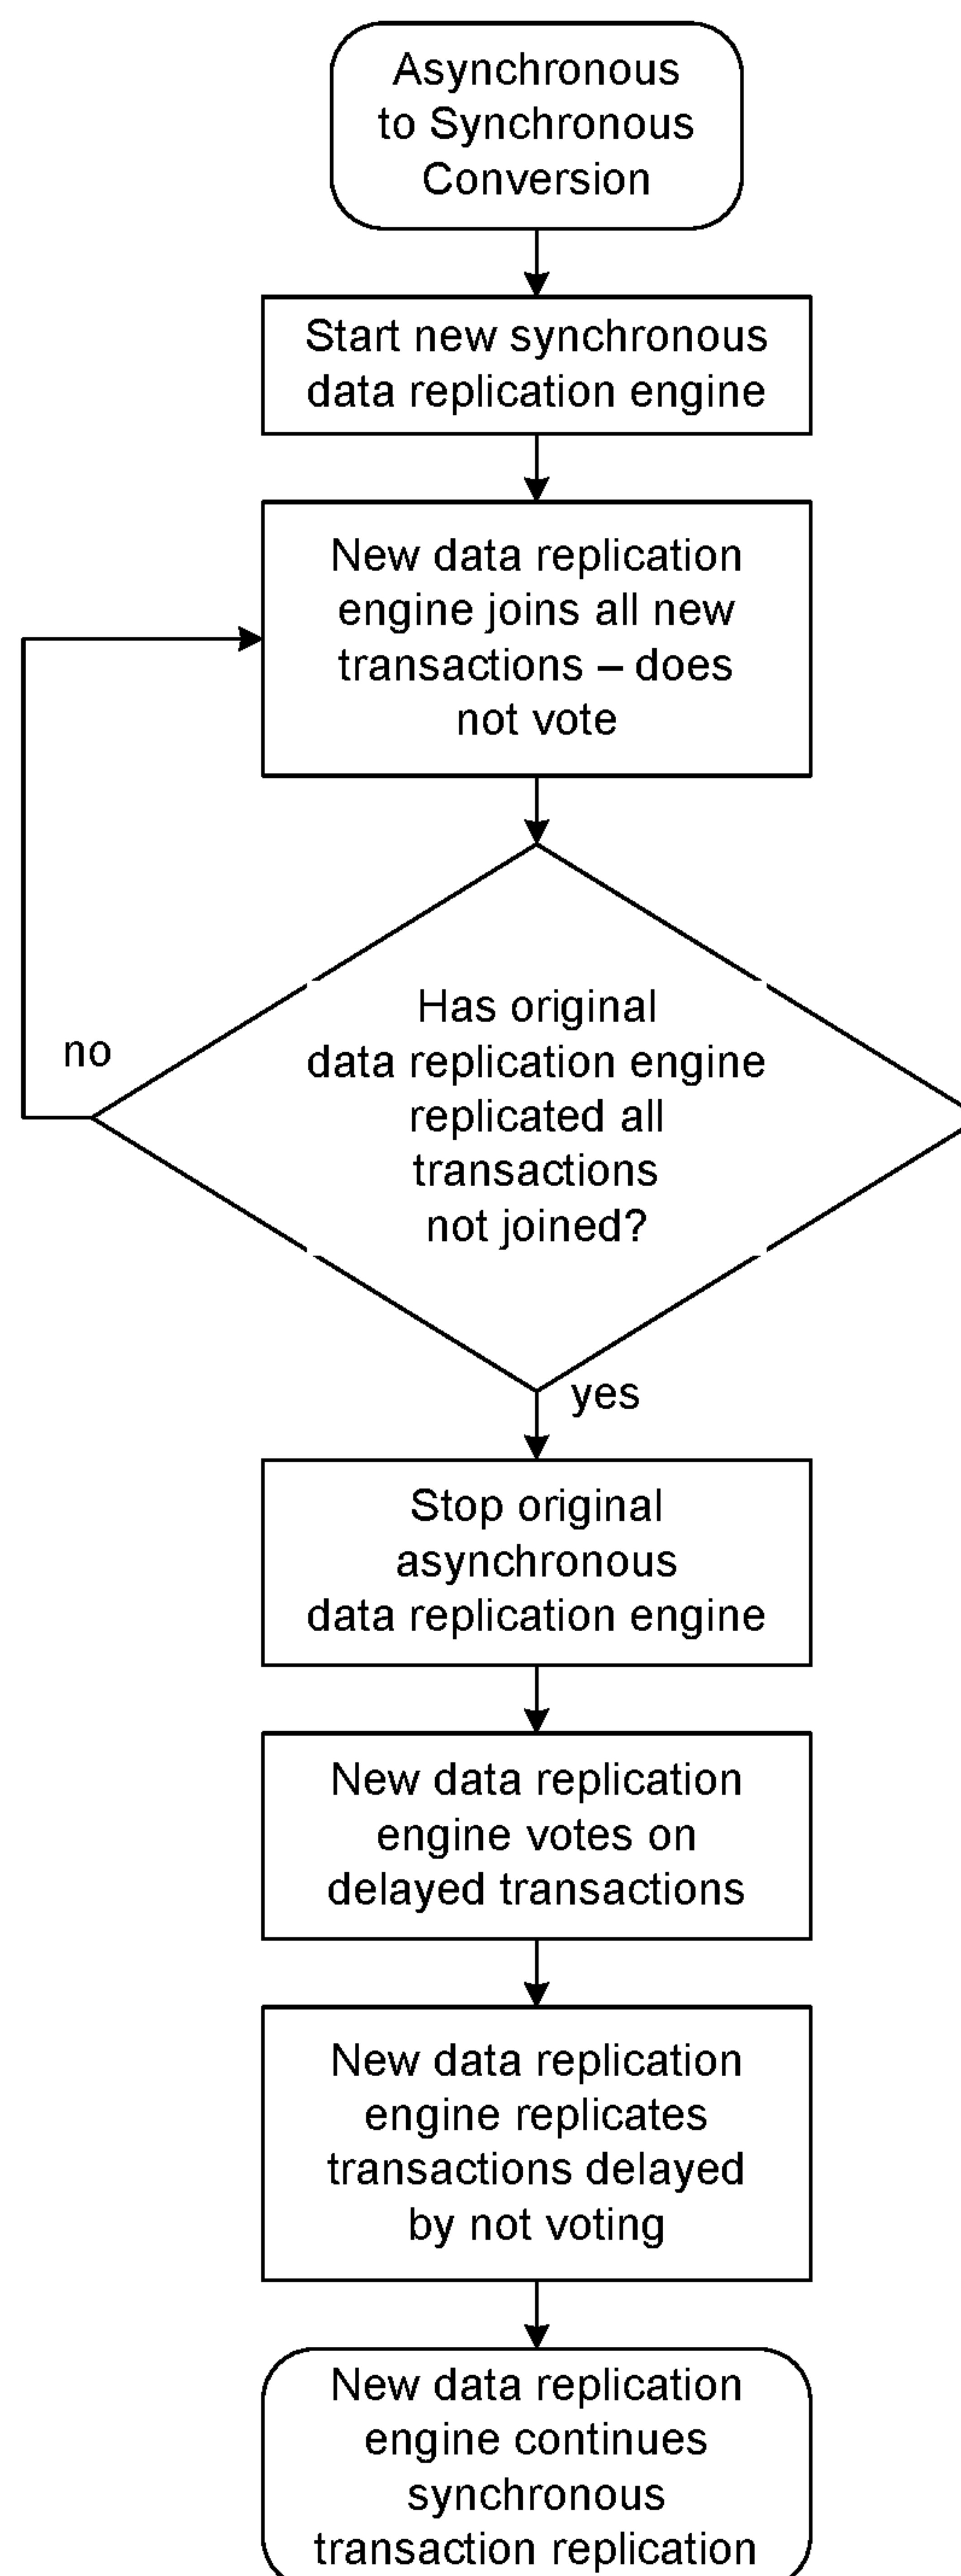 Asynchronous
to Synchronous
Conversion
Start new synchronous
data replication engine
New data replication
engine joins all new
transactions – does
not vote
no
Has original
data replication engine
replicated all
transactions
not joined?
yes
Stop original
asynchronous
data replication engine
New data replication
engine votes on
delayed transactions
New data replication
engine replicates
transactions delayed
by not voting
New data replication
engine continues
synchronous
transaction replication